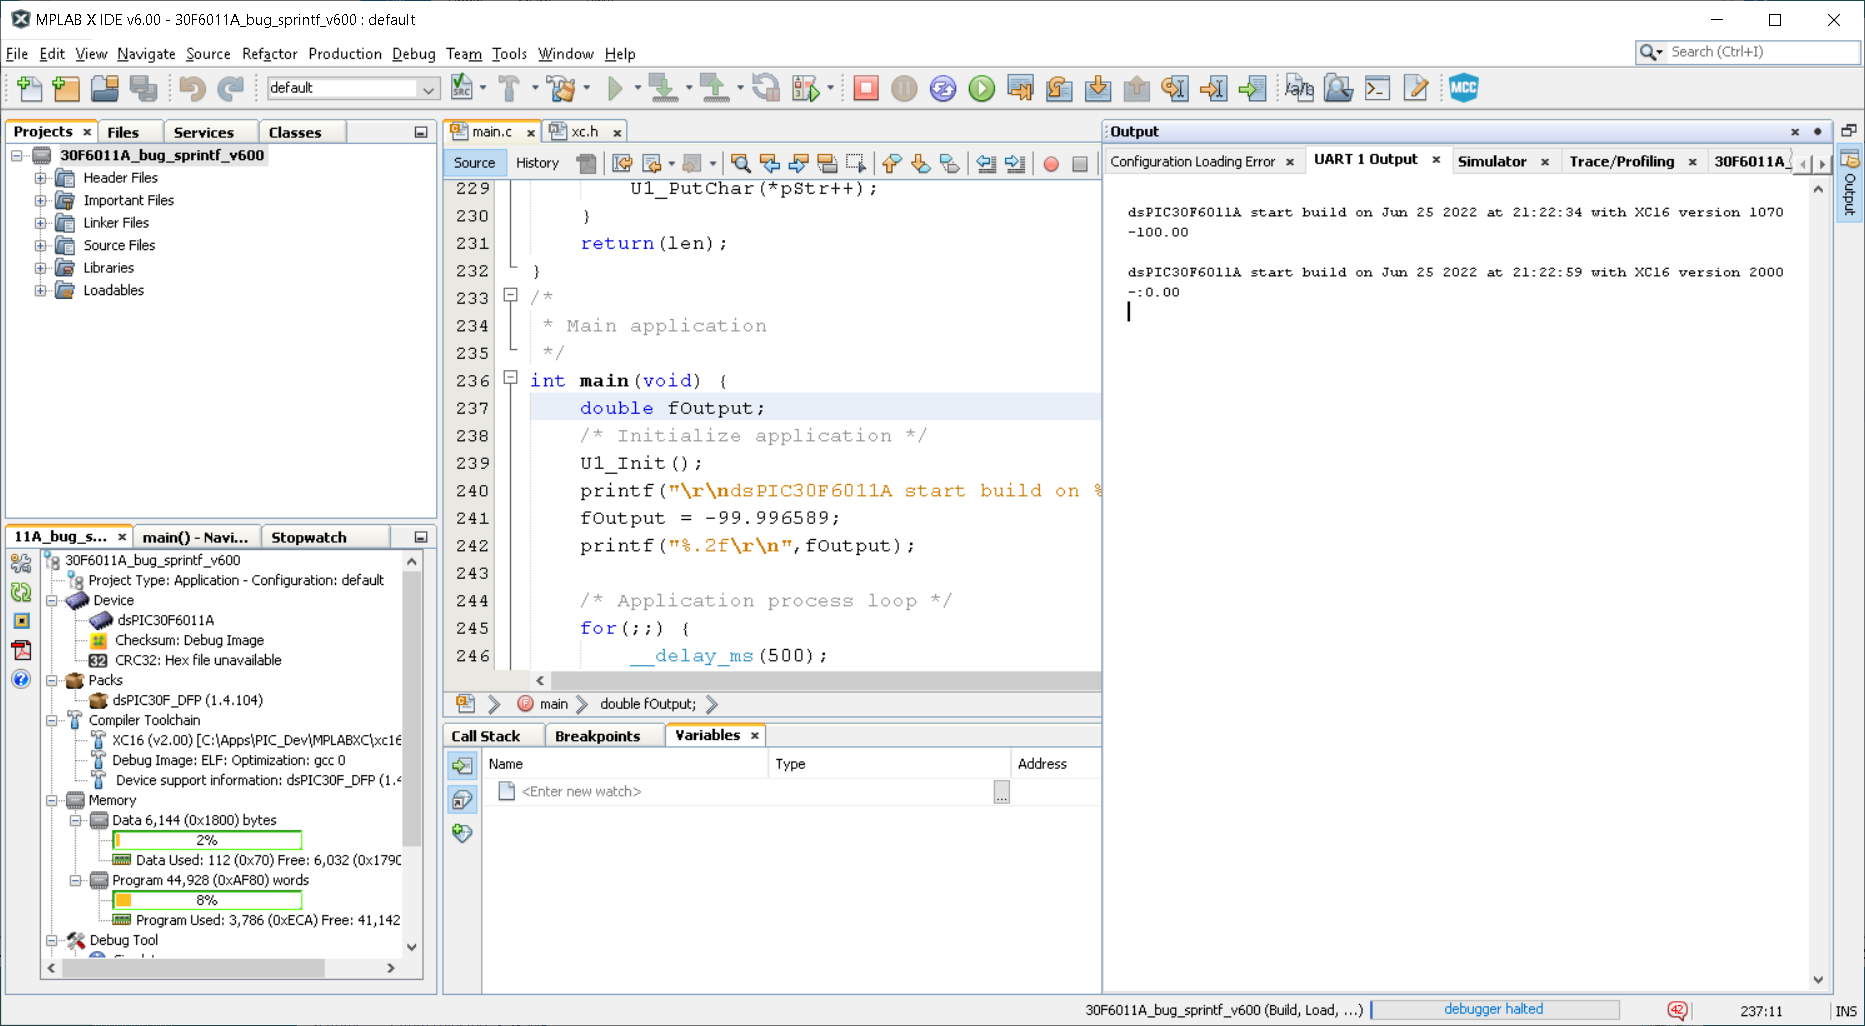 MPLAB X IDE v6.00 - 30F6011A_bug_sprintf_v600 : default
File Edit View Navigate Source Refactor Production Debug Team Tools Window Help
Search (Ctrl+I)
default
SRC
MCC
Projects
Files
Services
Classes
30F6011A_bug_sprintf_v600
Header Files
Important Files
Linker Files
Source Files
Libraries
Loadables
11A_bug_s...
main() - Navi...
Stopwatch
30F6011A_bug_sprintf_v600
Project Type: Application - Configuration: default
Device
dsPIC30F6011A
Checksum: Debug Image
32 CRC32: Hex file unavailable
Packs
dsPIC30F_DFP (1.4.104)
Compiler Toolchain
XC16 (v2.00) [C:\Apps\PIC_Dev\MPLABXC\xc16
Debug Image: ELF: Optimization: gcc 0
Device support information: dsPIC30F_DFP (1.4
Memory
Data 6,144 (0x1800) bytes
2%
Data Used: 112 (0x70) Free: 6,032 (0x1790
Program 44,928 (0xAF80) words
8%
Program Used: 3,786 (0xECA) Free: 41,142
Debug Tool
main.c
xc.h
Source
History
229 U1_PutChar(*pStr++);
230 }
231 return(len);
232 }
233 /*
234 * Main application
235 */
236 int main(void) {
237 double fOutput;
238 /* Initialize application */
239 U1_Init();
240 printf("\r\ndsPIC30F6011A start build on %
241 fOutput = -99.996589;
242 printf("%.2f\r\n",fOutput);
243
244 /* Application process loop */
245 for(;;) {
246 __delay_ms(500);
main
double fOutput;
Call Stack
Breakpoints
Variables
Name
Type
Address
<Enter new watch>
...
Output
Configuration Loading Error
UART 1 Output
Simulator
Trace/Profiling
30F6011A_
dsPIC30F6011A start build on Jun 25 2022 at 21:22:34 with XC16 version 1070
-100.00
dsPIC30F6011A start build on Jun 25 2022 at 21:22:59 with XC16 version 2000
-:0.00
Output
30F6011A_bug_sprintf_v600 (Build, Load, ...)
debugger halted
42
237:11
INS